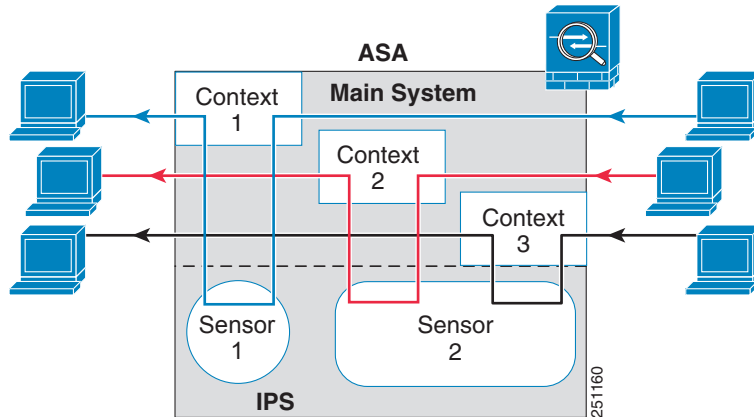 ASA
Main System
Context
1
Context
2
Context
3
Sensor
1
Sensor
2
IPS
251160